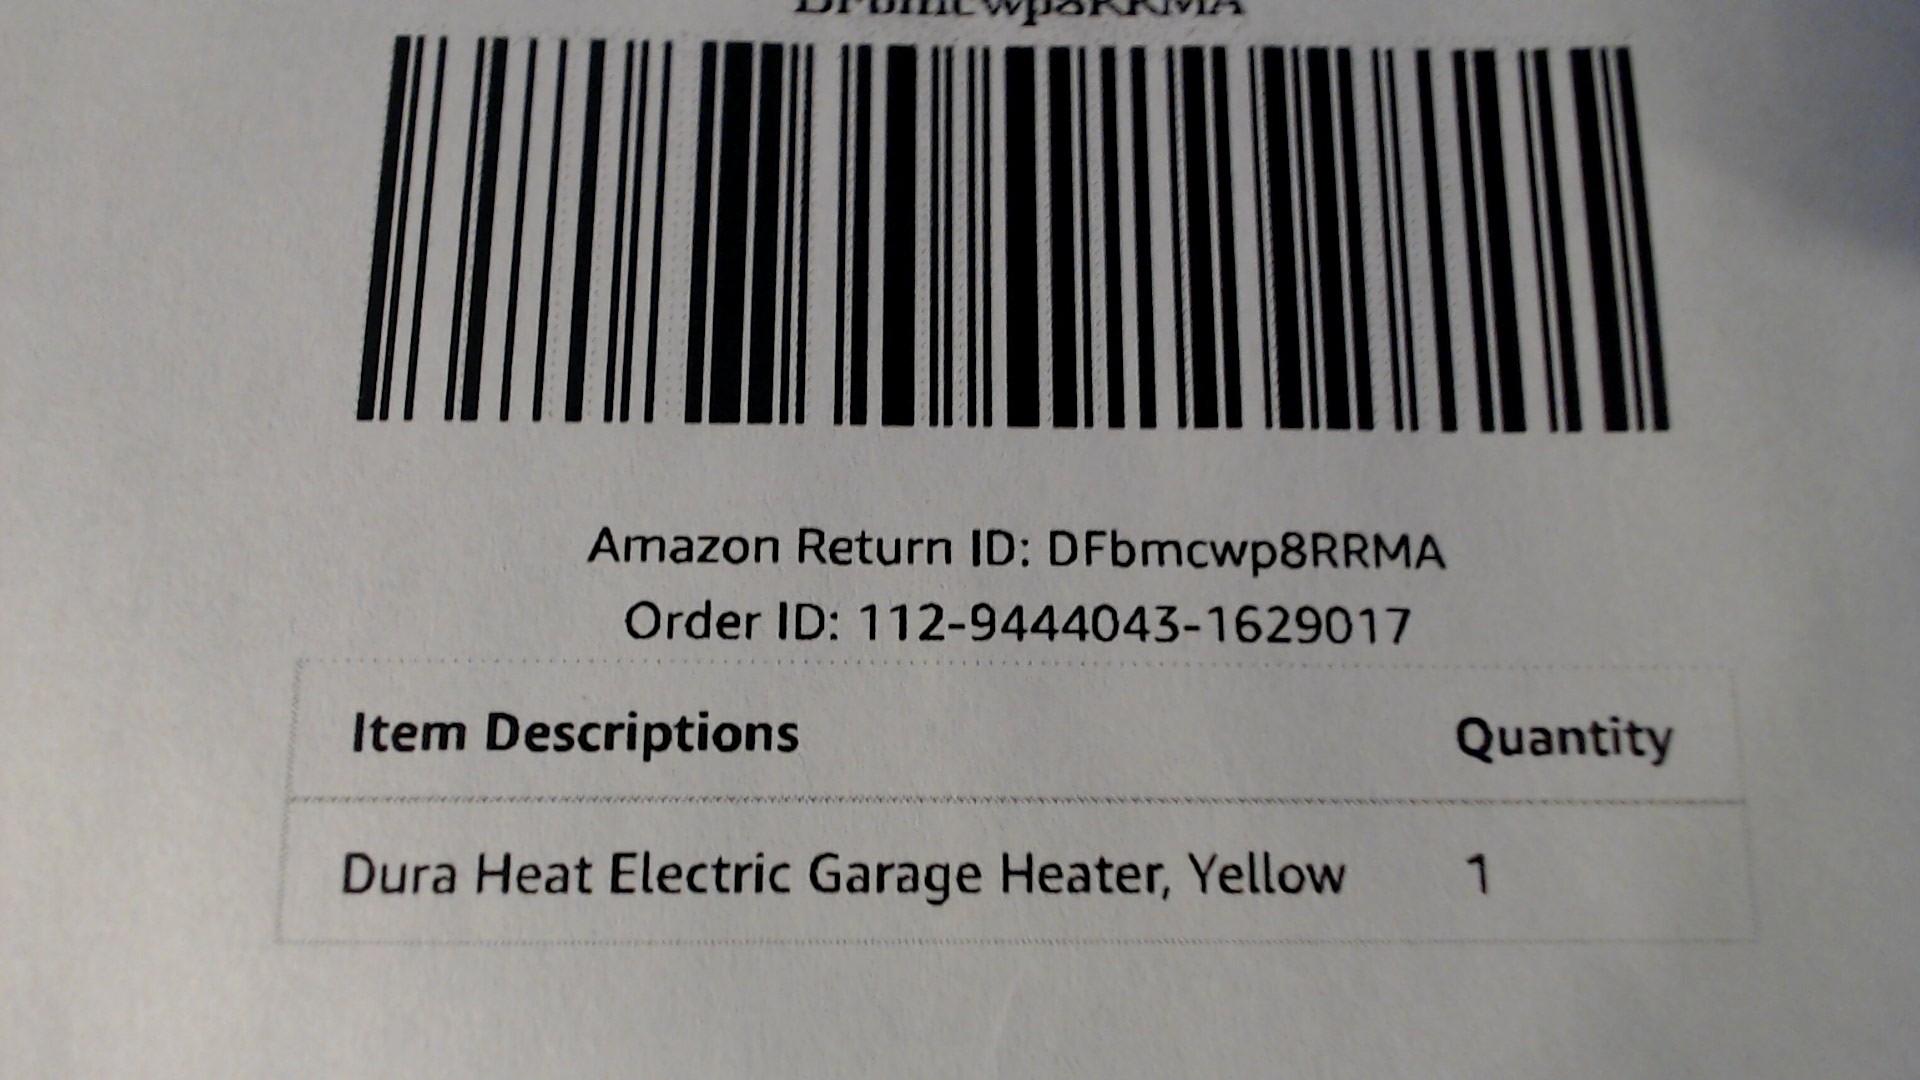 DFbmcwp8RRMA
Amazon Return ID: DFbmcwp8RRMA
Order ID: 112-9444043-1629017
Item Descriptions Quantity
Dura Heat Electric Garage Heater, Yellow 1